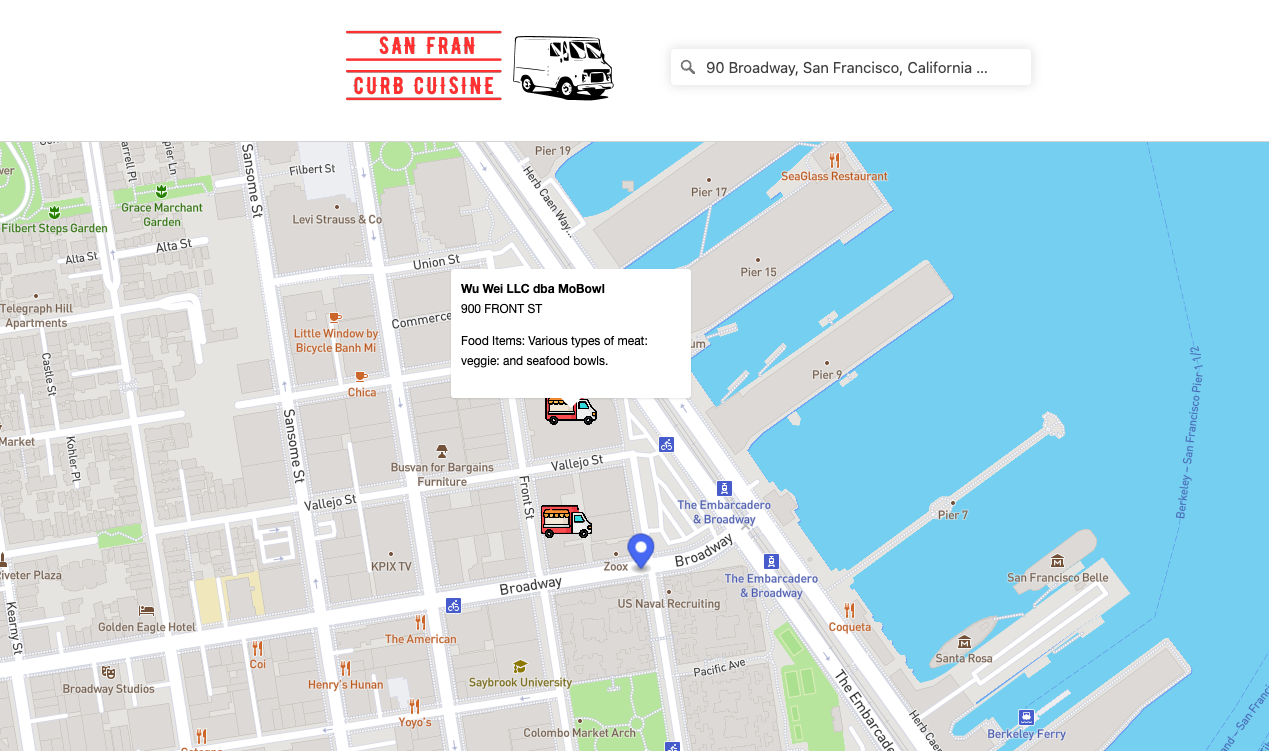 SAN FRAN
CURB CUISINE
90 Broadway, San Francisco, California ...
Pier 19
Filbert St
Sansome St
Herb Caen Way...
Pier 17
SeaGlass Restaurant
Grace Marchant
Garden
Levi Strauss & Co
Filbert Steps Garden
Alta St
Alta St
Union St
Pier 15
Telegraph Hill
Apartments
Wu Wei LLC dba MoBowl
900 FRONT ST
Food Items: Various types of meat:
veggie: and seafood bowls.
Little Window by
Bicycle Banh Mi
Commerce
Castle St
Chica
Pier 9
Berkeley – San Francisco Pier 1-1/2
Market
Kohler Pl
Sansome St
Busvan for Bargains
Furniture
Vallejo St
Vallejo St
Front St
The Embarcadero
& Broadway
Pier 7
Riveter Plaza
KPIX TV
Zoox
Broadway
Broadway
The Embarcadero
& Broadway
San Francisco Belle
US Naval Recruiting
Kearny St
Golden Eagle Hotel
The American
Coqueta
Coi
Santa Rosa
Pacific Ave
Broadway Studios
Henry's Hunan
Saybrook University
Yoyo's
Colombo Market Arch
The Embarcade
Herb Caen
Berkeley Ferry